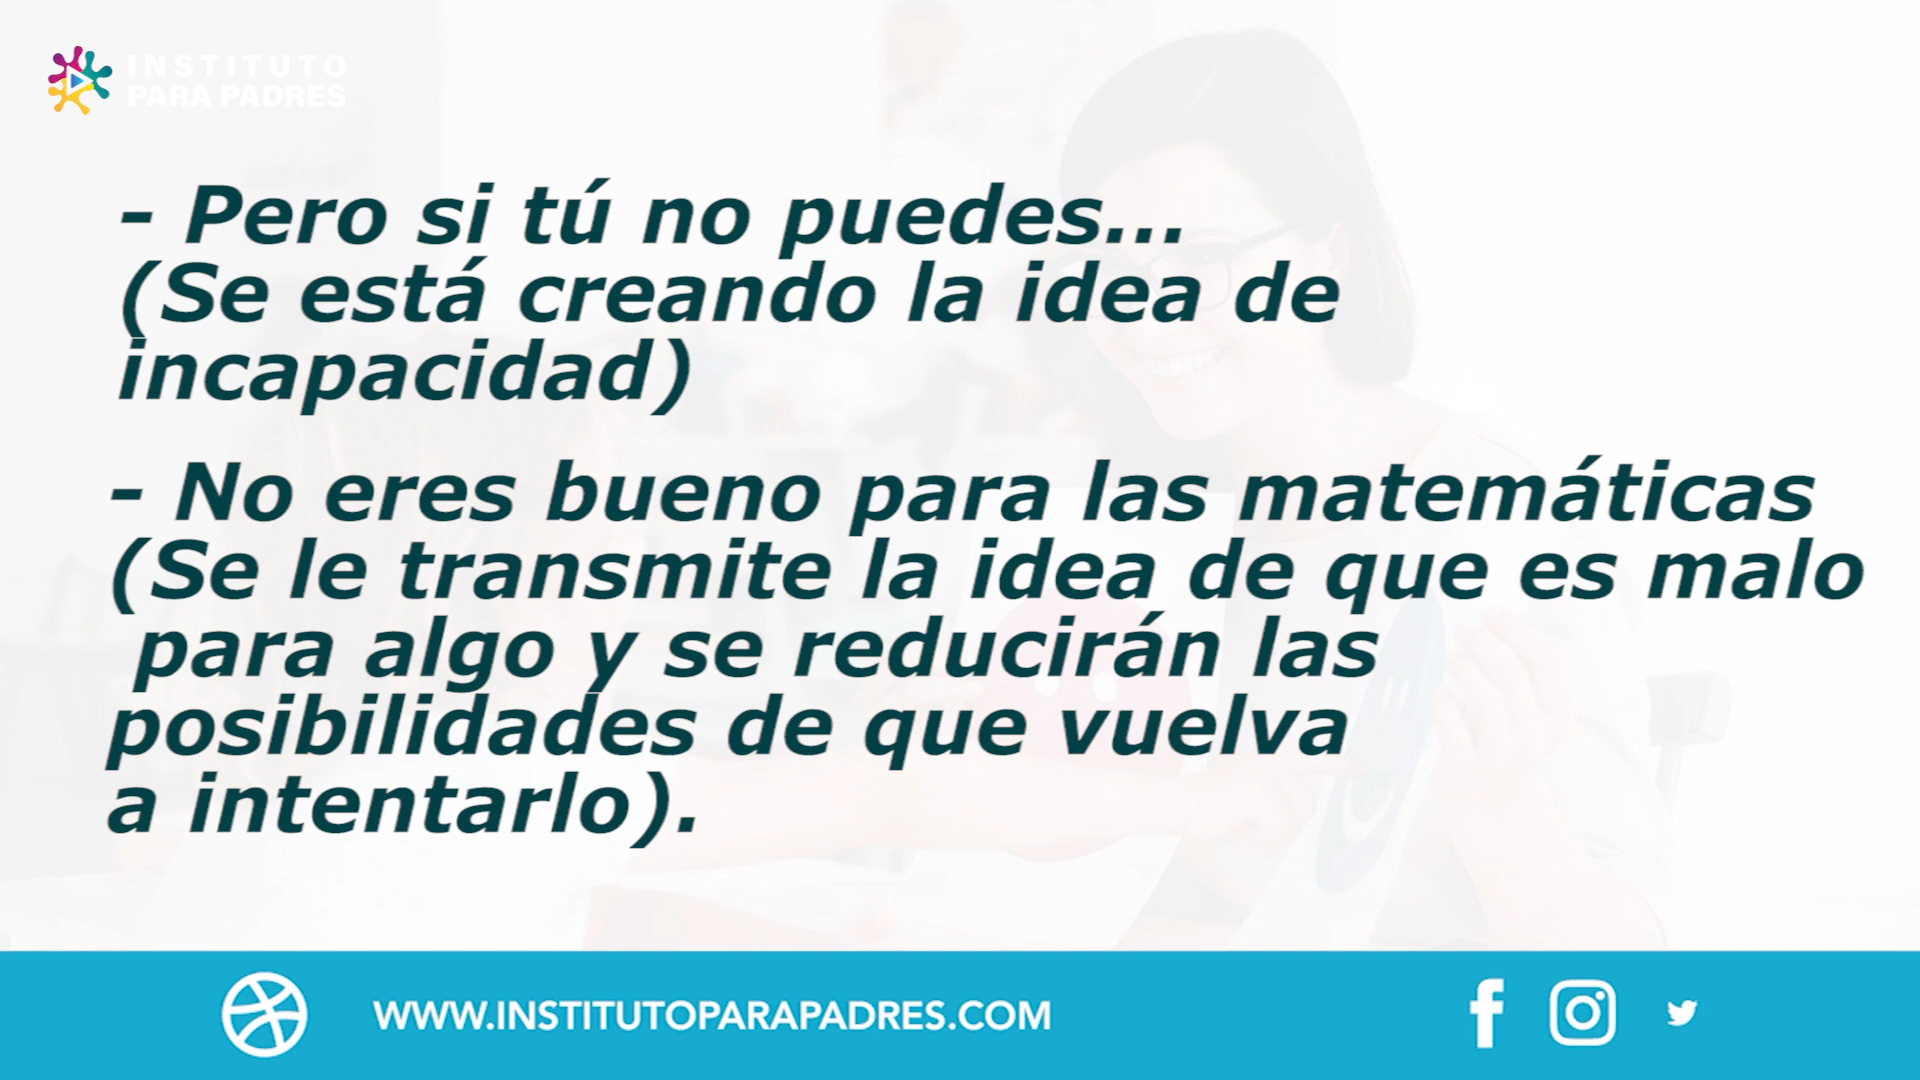 INSTITUTO
PARA PADRES
- Pero si tú no puedes...
(Se está creando la idea de
incapacidad)
- No eres bueno para las matemáticas
(Se le transmite la idea de que es malo
para algo y se reducirán las
posibilidades de que vuelva
a intentarlo).
WWW.INSTITUTOPARAPADRES.COM